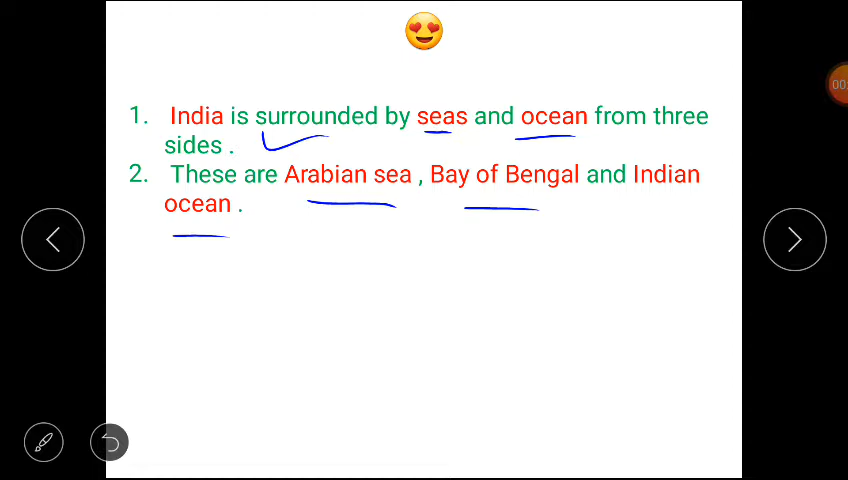 1. India is surrounded by seas and ocean from three
sides .
2. These are Arabian sea , Bay of Bengal and Indian
ocean .